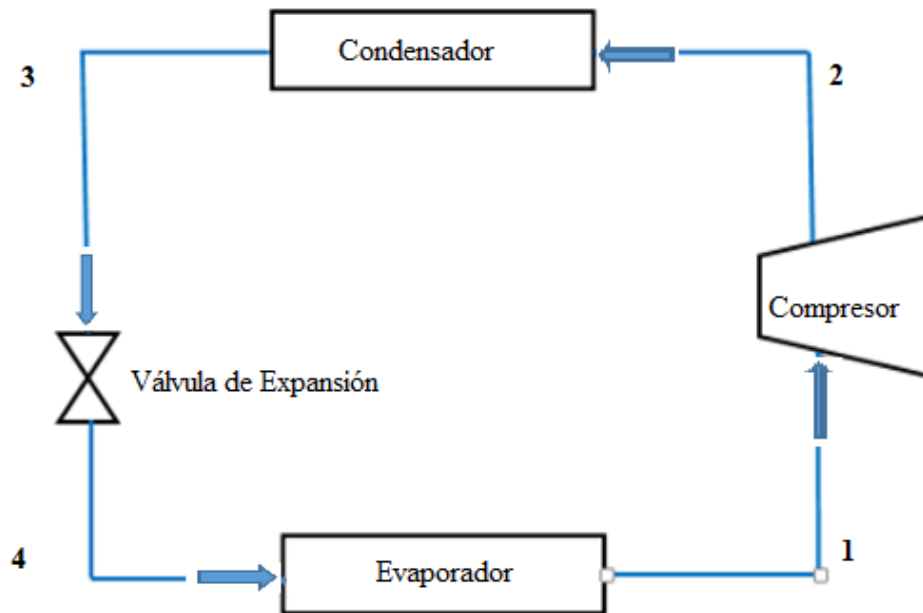 Condensador
3
2
Compresor
Válvula de Expansión
4
Evaporador
1